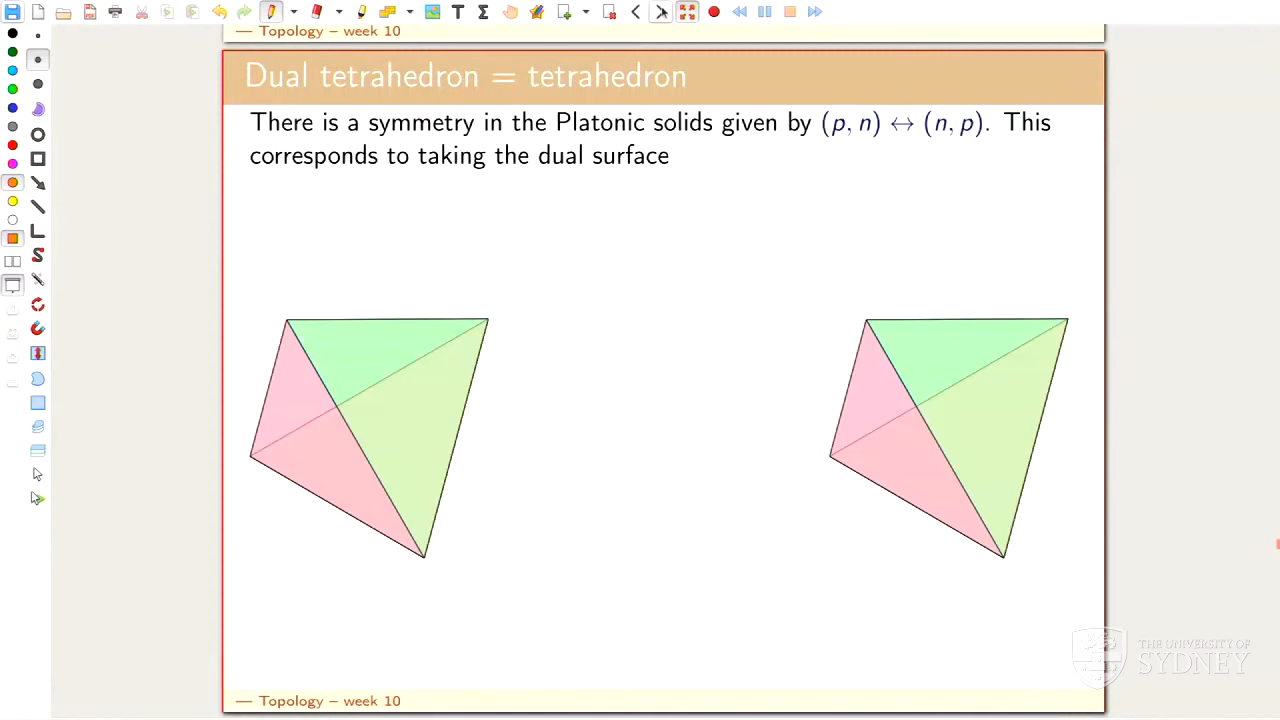 — Topology – week 10
Dual tetrahedron = tetrahedron
There is a symmetry in the Platonic solids given by (p, n) ↔ (n, p). This
corresponds to taking the dual surface
THE UNIVERSITY OF
SYDNEY
— Topology – week 10